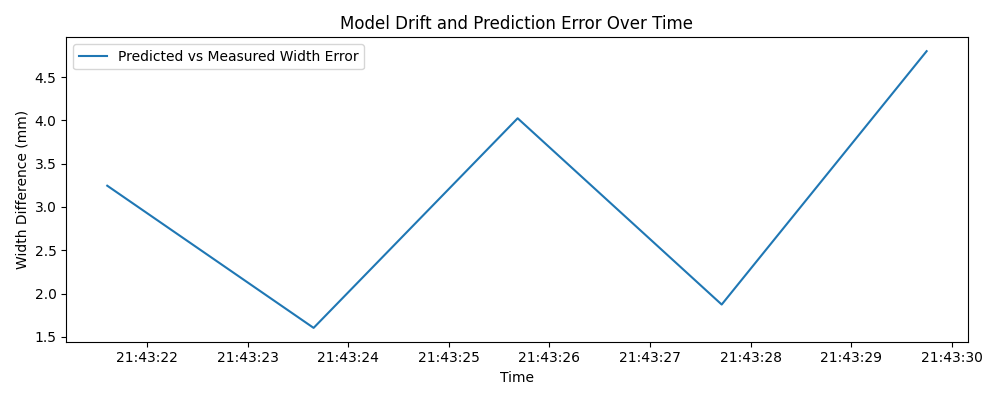 Model Drift and Prediction Error Over Time
Predicted vs Measured Width Error
Width Difference (mm)
4.5
4.0
3.5
3.0
2.5
2.0
1.5
21:43:22 21:43:23 21:43:24 21:43:25 21:43:26 21:43:27 21:43:28 21:43:29 21:43:30
Time